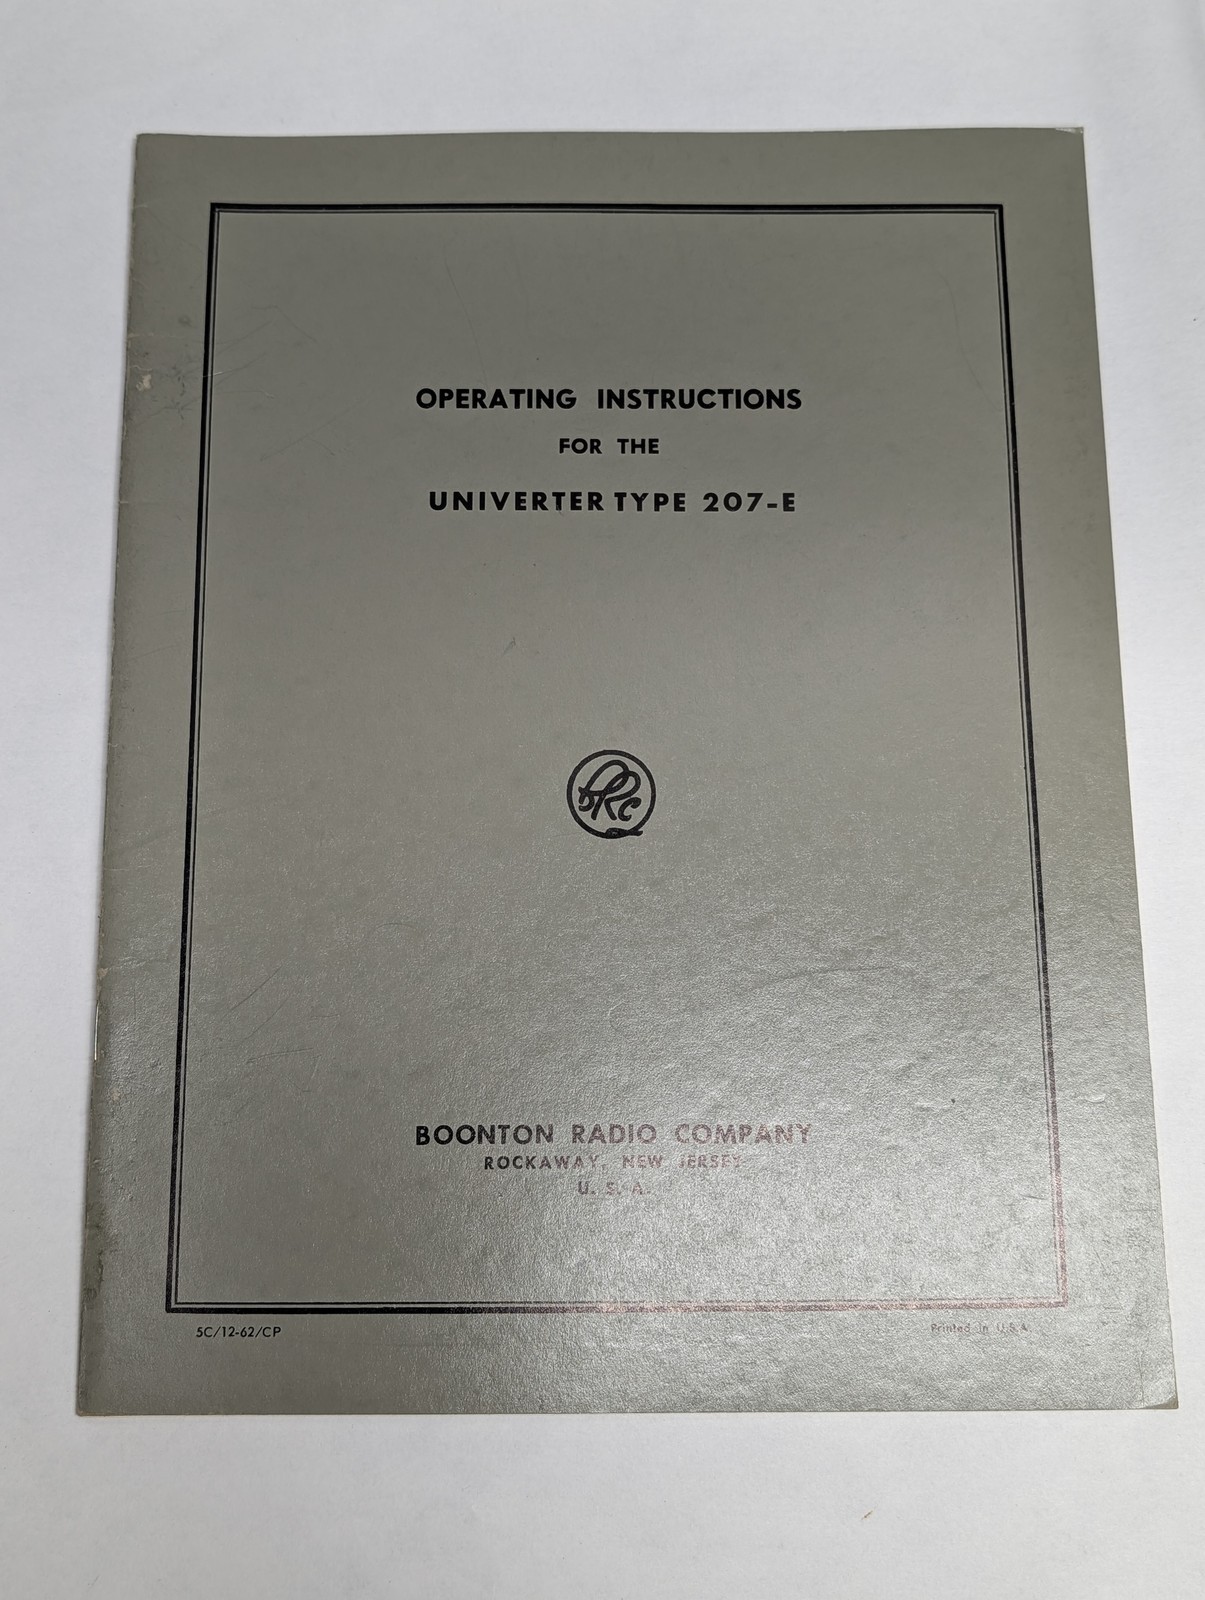 OPERATING INSTRUCTIONS
FOR THE
UNIVERTER TYPE 207-E
BRC
BOONTON RADIO COMPANY
ROCKAWAY, NEW JERSEY
U. S. A.
5C/12-62/CP
Printed in U.S.A.